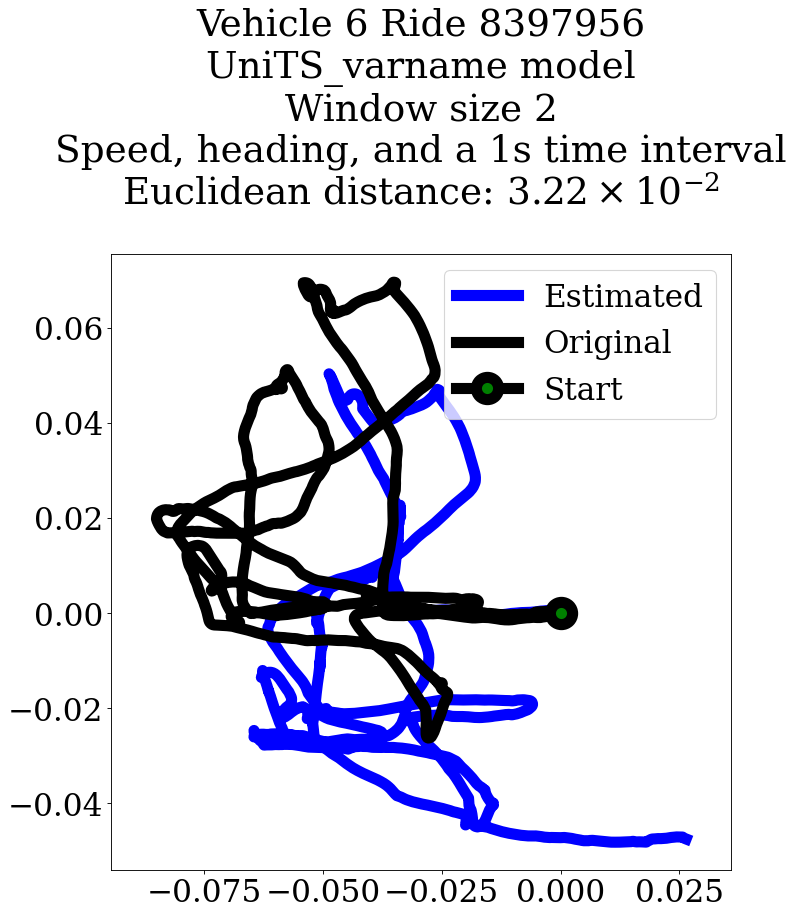 Vehicle 6 Ride 8397956
UniTS_varname model
Window size 2
Speed, heading, and a 1s time interval
Euclidean distance: 3.22 × 10⁻²
Estimated
Original
Start
0.06
0.04
0.02
0.00
−0.02
−0.04
−0.075 −0.050 −0.025 0.000 0.025